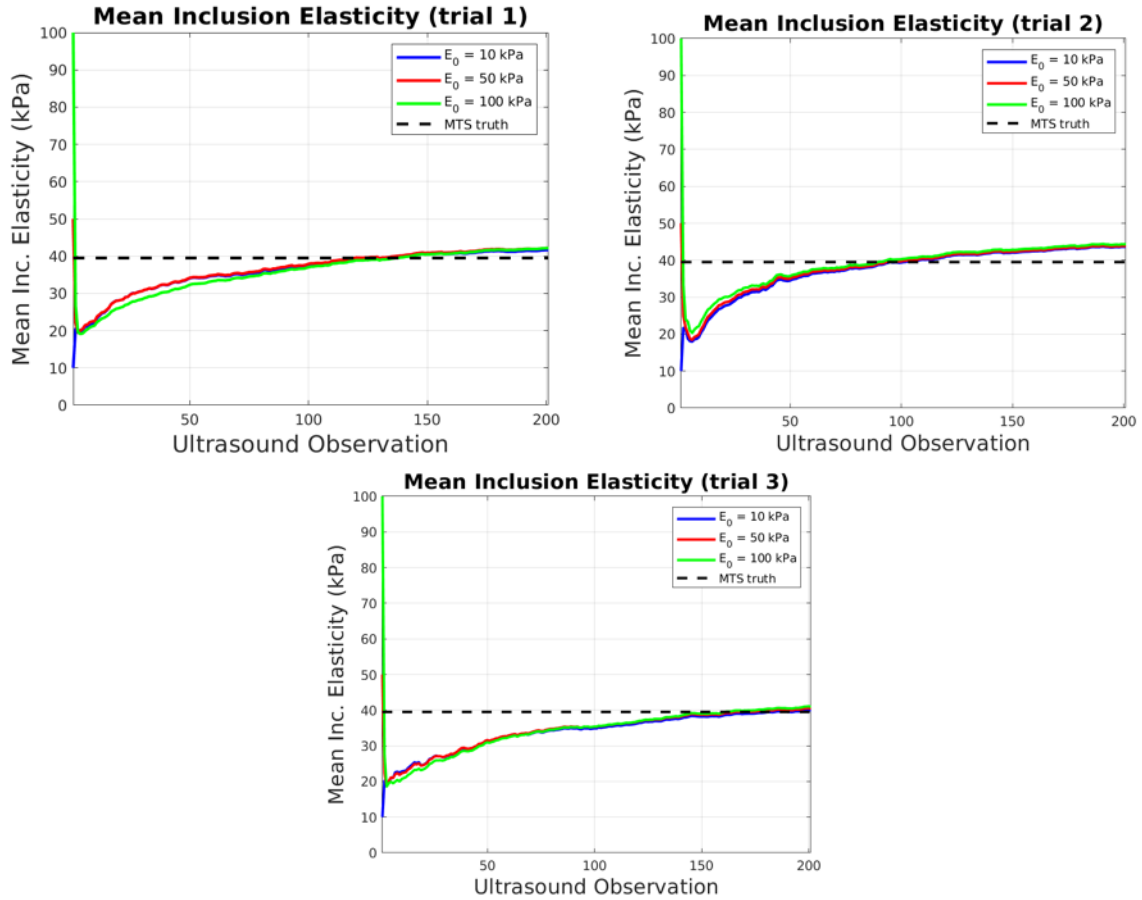 Mean Inclusion Elasticity (trial 1)
Mean Inc. Elasticity (kPa)
100
90
80
70
60
50
40
30
20
10
0
E0 = 10 kPa
E0 = 50 kPa
E0 = 100 kPa
MTS truth
50
100
150
200
Ultrasound Observation
Mean Inclusion Elasticity (trial 2)
Mean Inc. Elasticity (kPa)
100
90
80
70
60
50
40
30
20
10
0
E0 = 10 kPa
E0 = 50 kPa
E0 = 100 kPa
MTS truth
50
100
150
200
Ultrasound Observation
Mean Inclusion Elasticity (trial 3)
Mean Inc. Elasticity (kPa)
100
90
80
70
60
50
40
30
20
10
0
E0 = 10 kPa
E0 = 50 kPa
E0 = 100 kPa
MTS truth
50
100
150
200
Ultrasound Observation